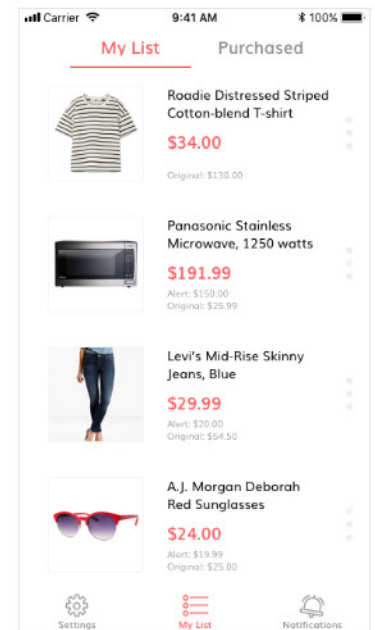 Carrier 9:41 AM 100%
My List Purchased
Roadie Distressed Striped
Cotton-blend T-shirt
$34.00
Original: $130.00
Panasonic Stainless
Microwave, 1250 watts
$191.99
Alert: $150.00
Original: $25.99
Levi's Mid-Rise Skinny
Jeans, Blue
$29.99
Alert: $20.00
Original: $54.50
A.J. Morgan Deborah
Red Sunglasses
$24.00
Alert: $19.99
Original: $25.00
Settings My List Notifications